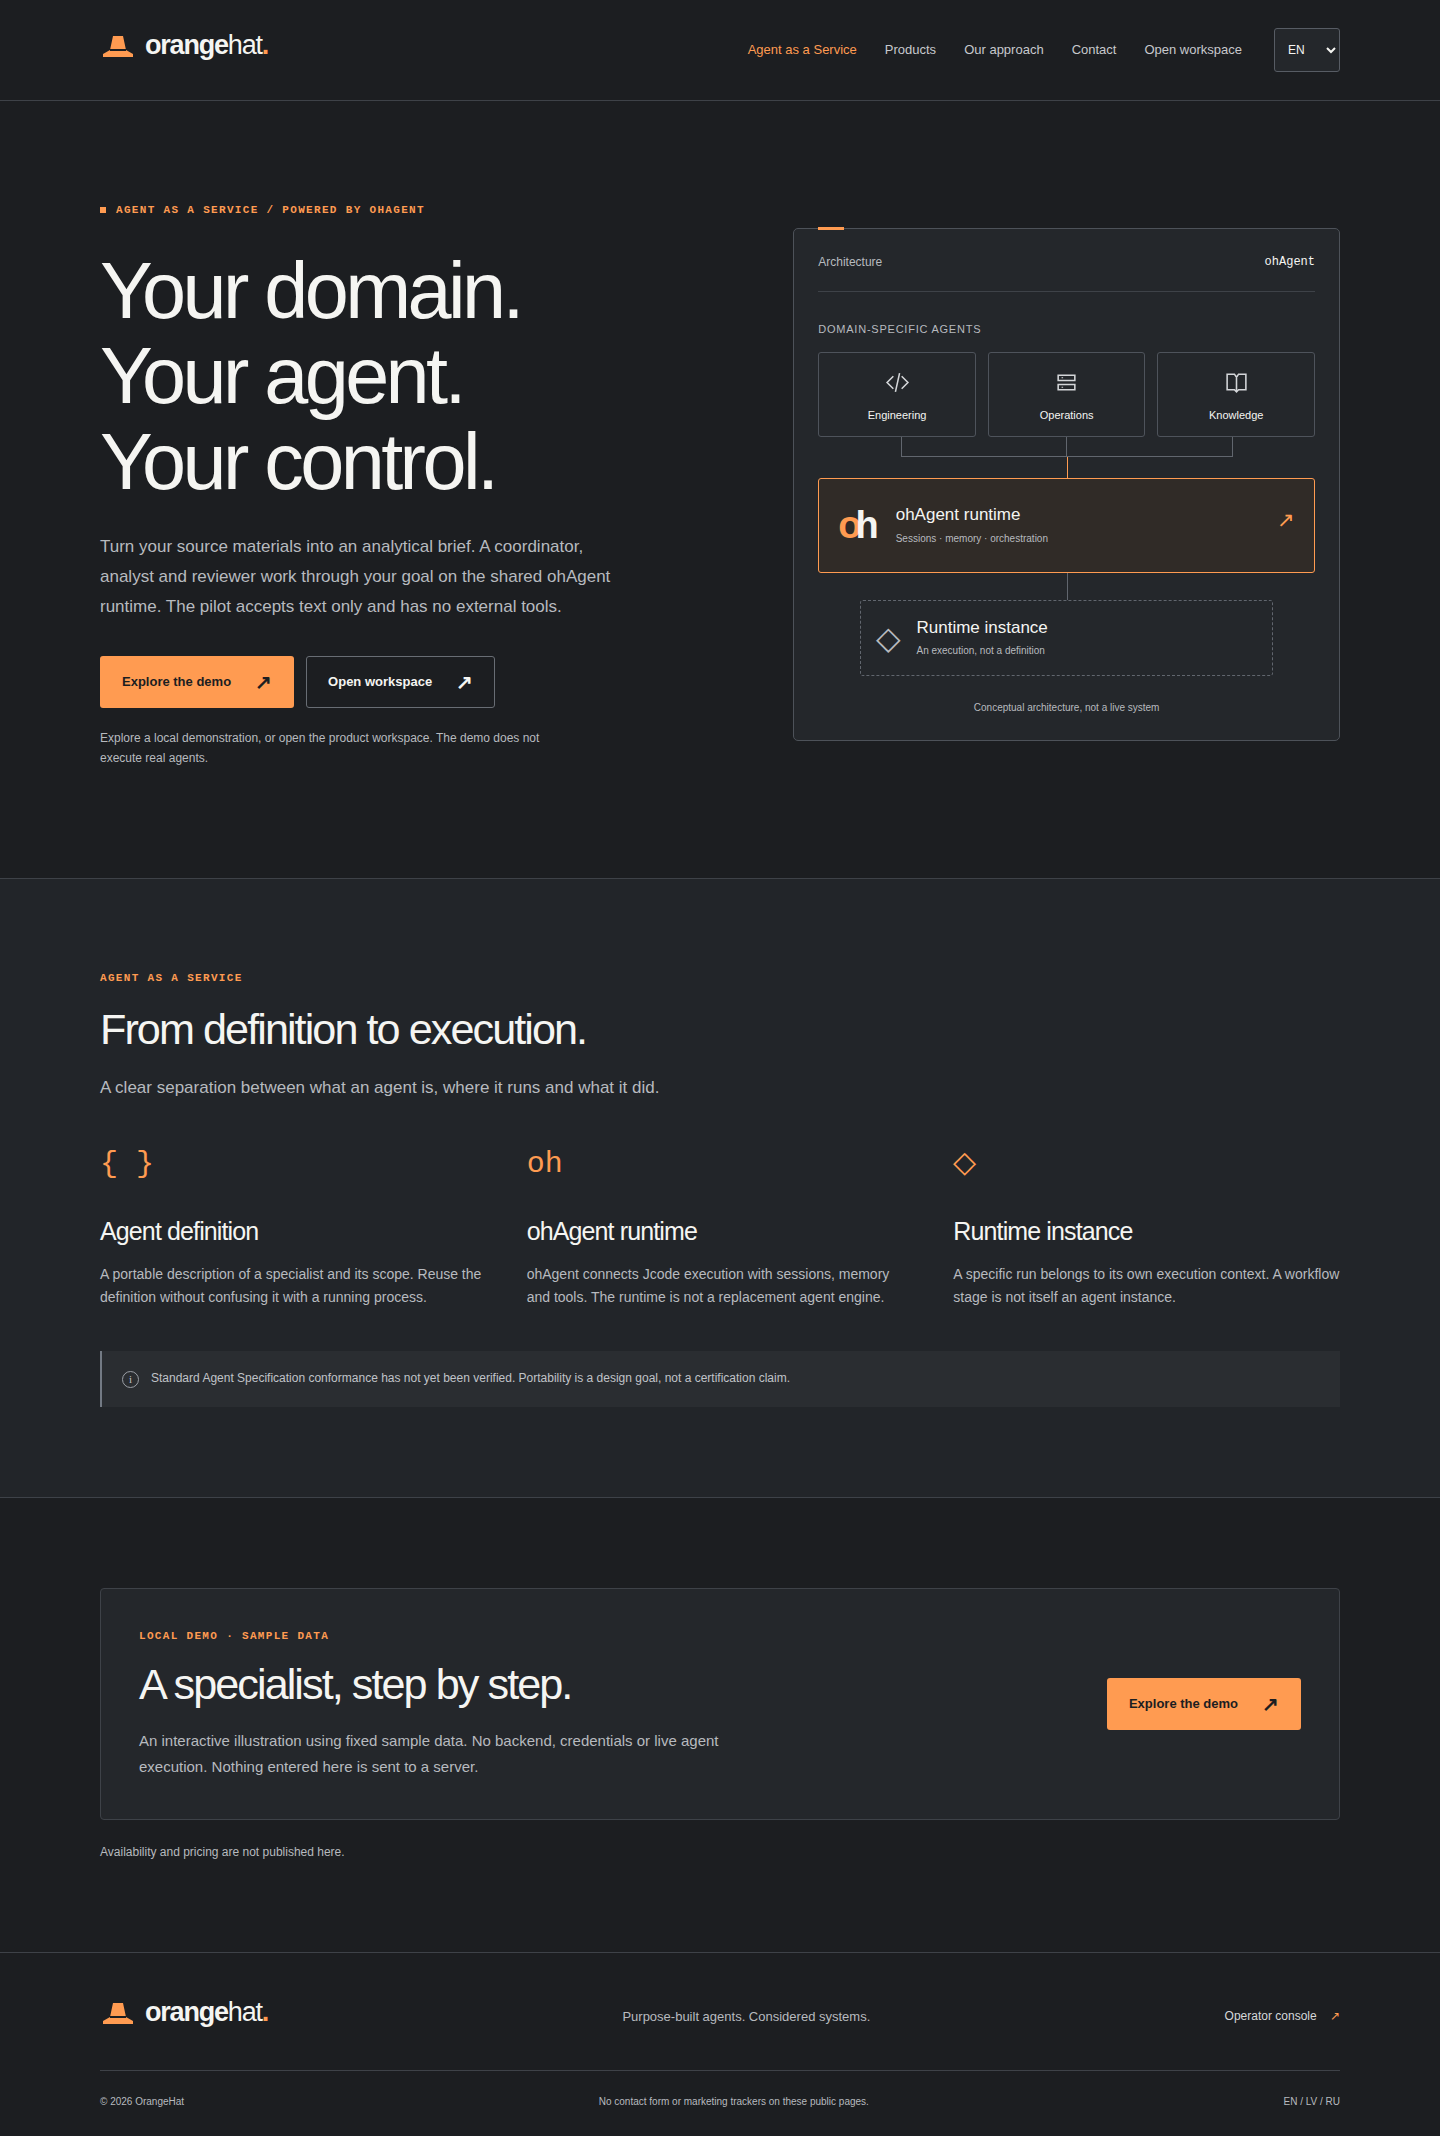 orangehat.
Agent as a Service
Products
Our approach
Contact
Open workspace
EN
AGENT AS A SERVICE / POWERED BY OHAGENT
Your domain.
Your agent.
Your control.
Turn your source materials into an analytical brief. A coordinator,
analyst and reviewer work through your goal on the shared ohAgent
runtime. The pilot accepts text only and has no external tools.
Explore the demo ↗
Open workspace ↗
Explore a local demonstration, or open the product workspace. The demo does not
execute real agents.
Architecture
ohAgent
DOMAIN-SPECIFIC AGENTS
Engineering
Operations
Knowledge
oh
ohAgent runtime
Sessions · memory · orchestration
↗
Runtime instance
An execution, not a definition
Conceptual architecture, not a live system
AGENT AS A SERVICE
From definition to execution.
A clear separation between what an agent is, where it runs and what it did.
{ }
Agent definition
A portable description of a specialist and its scope. Reuse the
definition without confusing it with a running process.
oh
ohAgent runtime
ohAgent connects Jcode execution with sessions, memory
and tools. The runtime is not a replacement agent engine.
◇
Runtime instance
A specific run belongs to its own execution context. A workflow
stage is not itself an agent instance.
i
Standard Agent Specification conformance has not yet been verified. Portability is a design goal, not a certification claim.
LOCAL DEMO · SAMPLE DATA
A specialist, step by step.
An interactive illustration using fixed sample data. No backend, credentials or live agent
execution. Nothing entered here is sent to a server.
Explore the demo ↗
Availability and pricing are not published here.
orangehat.
Purpose-built agents. Considered systems.
Operator console ↗
© 2026 OrangeHat
No contact form or marketing trackers on these public pages.
EN / LV / RU